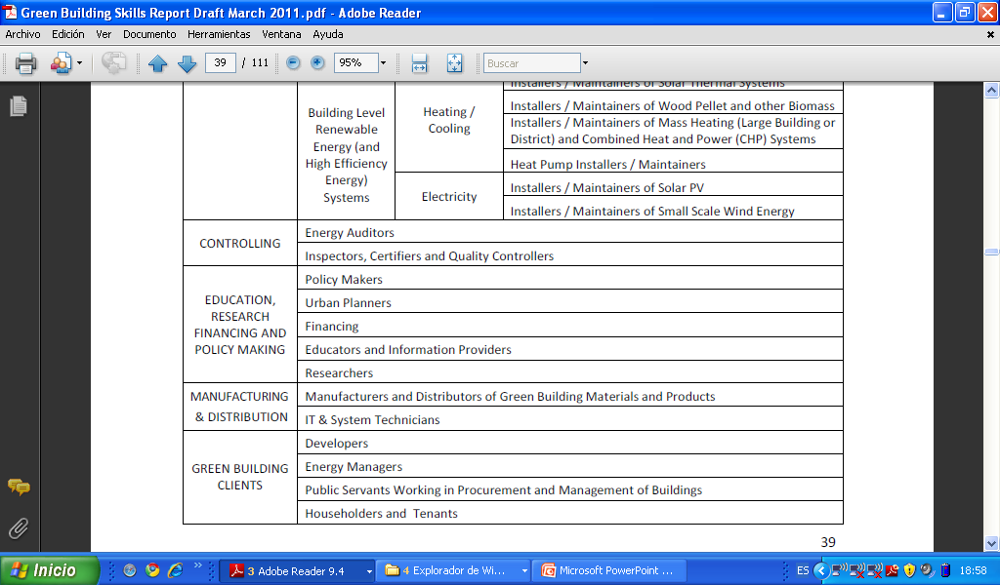 Green Building Skills Report Draft March 2011.pdf - Adobe Reader
Archivo Edición Ver Documento Herramientas Ventana Ayuda
39 / 111 95% Buscar
Installers / Maintainers of Solar Thermal Systems
Building Level
Renewable
Energy (and
High Efficiency
Energy)
Systems
Heating /
Cooling
Installers / Maintainers of Wood Pellet and other Biomass
Installers / Maintainers of Mass Heating (Large Building or
District) and Combined Heat and Power (CHP) Systems
Heat Pump Installers / Maintainers
Electricity
Installers / Maintainers of Solar PV
Installers / Maintainers of Small Scale Wind Energy
CONTROLLING
Energy Auditors
Inspectors, Certifiers and Quality Controllers
EDUCATION,
RESEARCH
FINANCING AND
POLICY MAKING
Policy Makers
Urban Planners
Financing
Educators and Information Providers
Researchers
MANUFACTURING
& DISTRIBUTION
Manufacturers and Distributors of Green Building Materials and Products
IT & System Technicians
GREEN BUILDING
CLIENTS
Developers
Energy Managers
Public Servants Working in Procurement and Management of Buildings
Householders and Tenants
39
Inicio » 3 Adobe Reader 9.4 4 Explorador de Wi... Microsoft PowerPoint ... ES 18:58